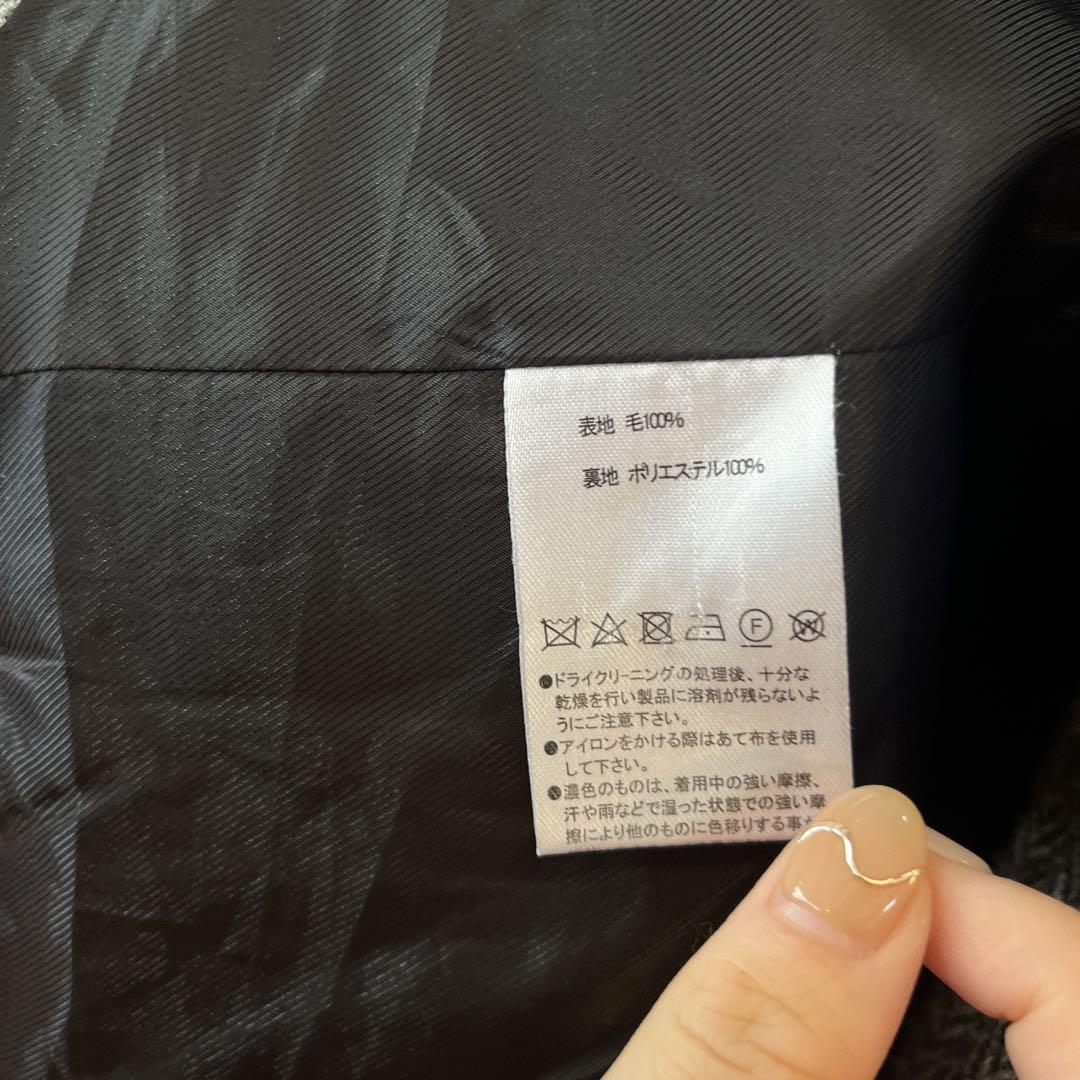 表地 毛100%
裏地 ポリエステル100%
F W
●ドライクリーニングの処理後、十分な
乾燥を行い製品に溶剤が残らないよ
うにご注意下さい。
●アイロンをかける際はあて布を使用
して下さい。
●濃色のものは、着用中の強い摩擦、
汗や雨などで湿った状態での強い摩
擦により他のものに色移りする事が